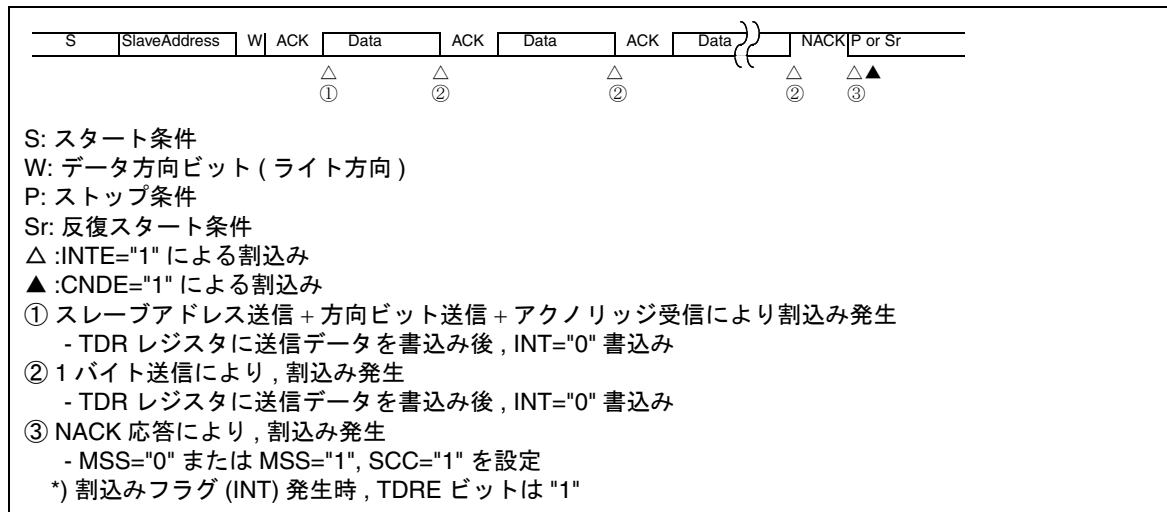 S SlaveAddress W ACK Data ACK Data ACK Data NACK P or Sr
△ △ △ △ △▲
① ② ② ② ③
S: スタート条件
W: データ方向ビット ( ライト方向 )
P: ストップ条件
Sr: 反復スタート条件
△ :INTE="1" による割込み
▲ :CNDE="1" による割込み
① スレーブアドレス送信 + 方向ビット送信 + アクノリッジ受信により割込み発生
- TDR レジスタに送信データを書込み後 , INT="0" 書込み
② 1 バイト送信により , 割込み発生
- TDR レジスタに送信データを書込み後 , INT="0" 書込み
③ NACK 応答により , 割込み発生
- MSS="0" または MSS="1", SCC="1" を設定
*) 割込みフラグ (INT) 発生時 , TDRE ビットは "1"